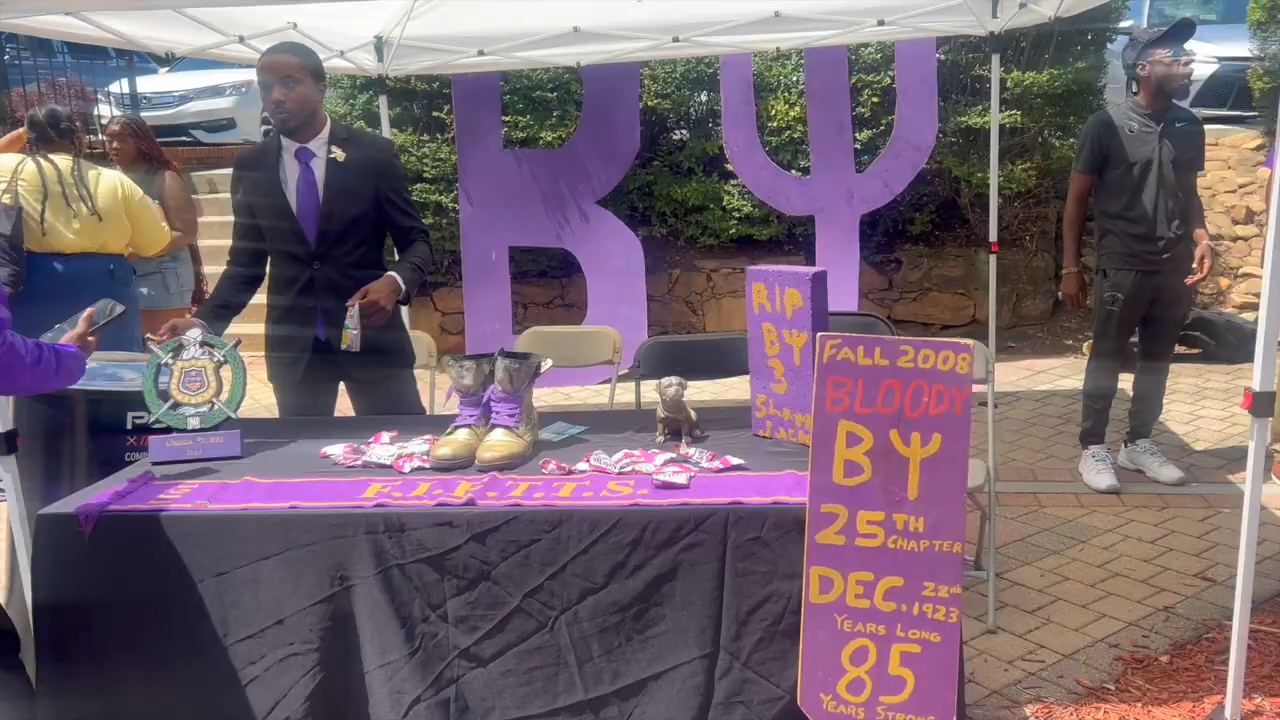 BΨ
RIP
BΨ
3
F.I.F.T.T.S.
FALL 2008
BLOODY
BΨ
25TH
CHAPTER
DEC. 22nd
1923
YEARS LONG
85
YEARS STRONG